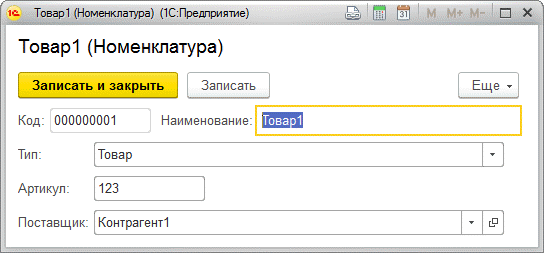 Товар1 (Номенклатура) (1С:Предприятие)
31 M M+ M-
Товар1 (Номенклатура)
Записать и закрыть Записать Еще
Код: 000000001 Наименование: Товар1
Тип: Товар
Артикул: 123
Поставщик: Контрагент1